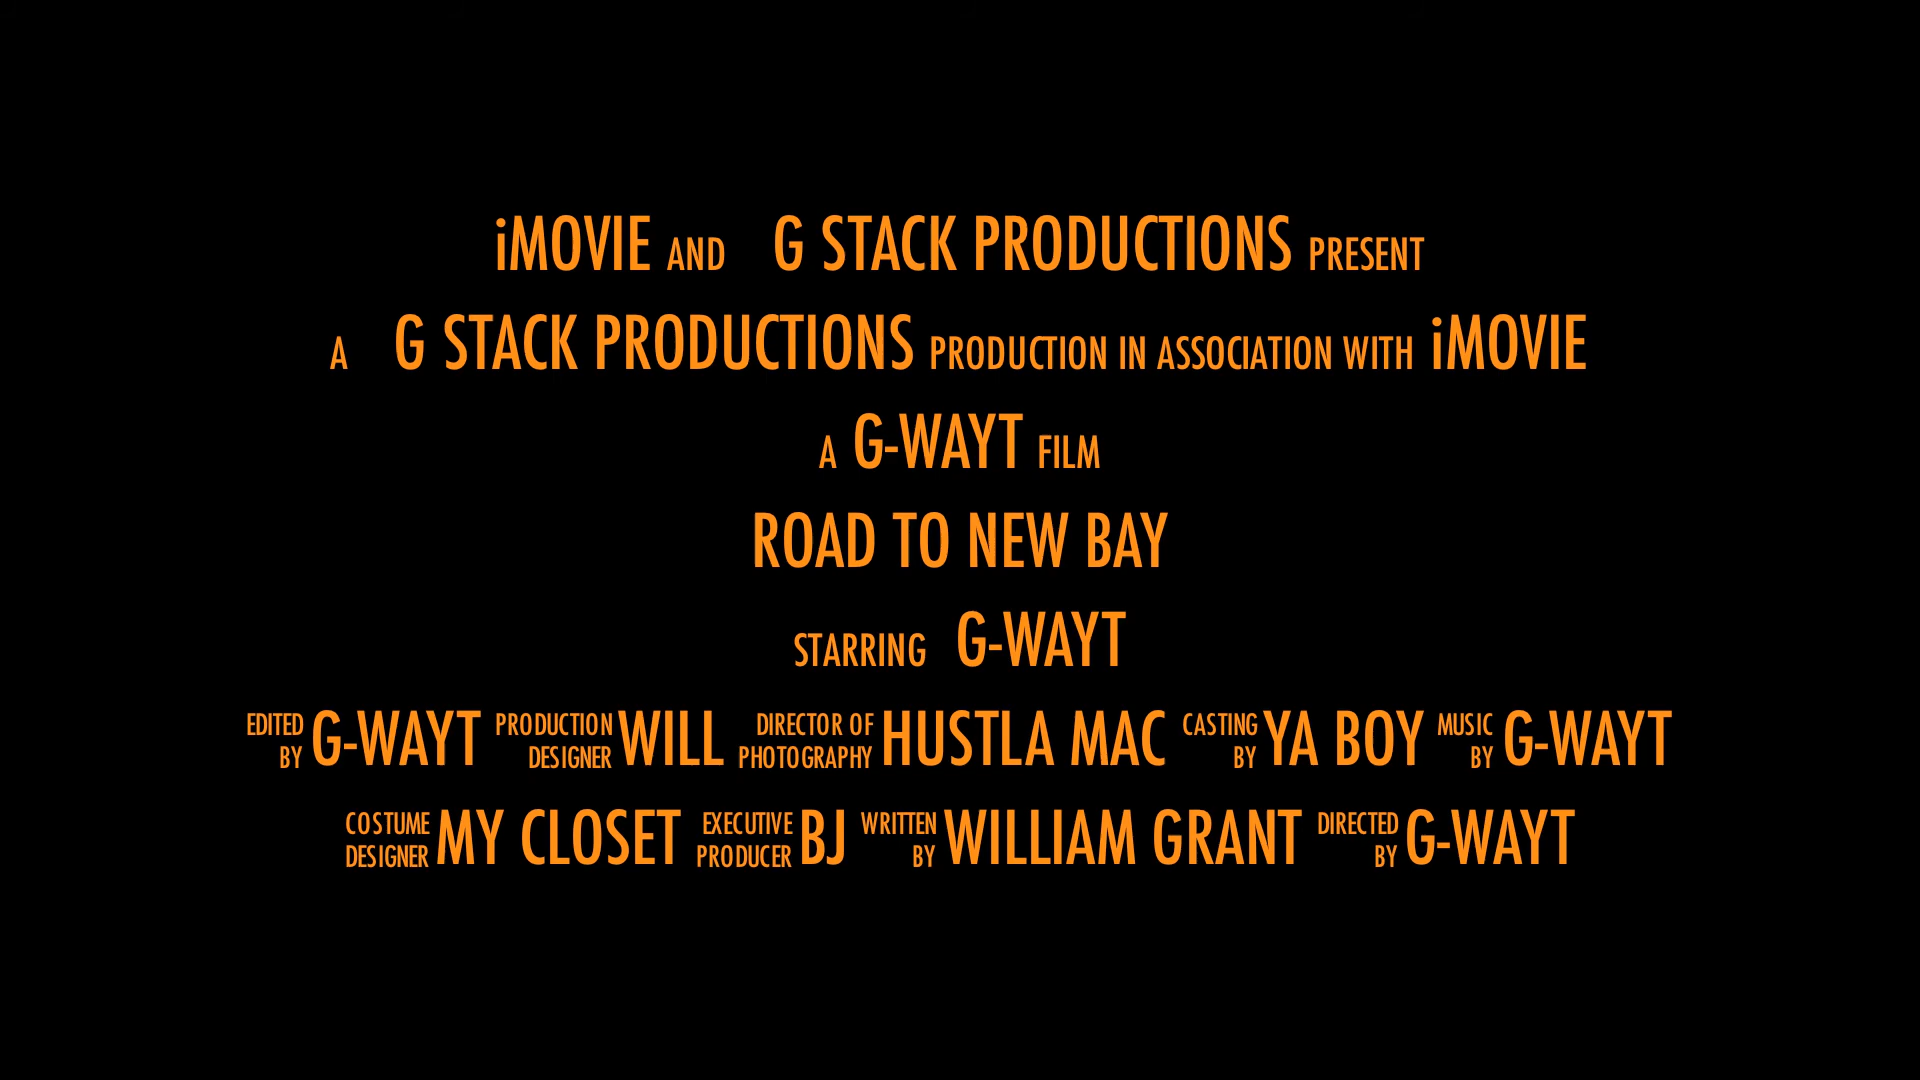 iMOVIE AND G STACK PRODUCTIONS PRESENT
A G STACK PRODUCTIONS PRODUCTION IN ASSOCIATION WITH iMOVIE
A G-WAYT FILM
ROAD TO NEW BAY
STARRING G-WAYT
EDITED BY G-WAYT PRODUCTION DESIGNER WILL DIRECTOR OF PHOTOGRAPHY HUSTLA MAC CASTING BY YA BOY MUSIC BY G-WAYT
COSTUME DESIGNER MY CLOSET EXECUTIVE PRODUCER BJ WRITTEN BY WILLIAM GRANT DIRECTED BY G-WAYT